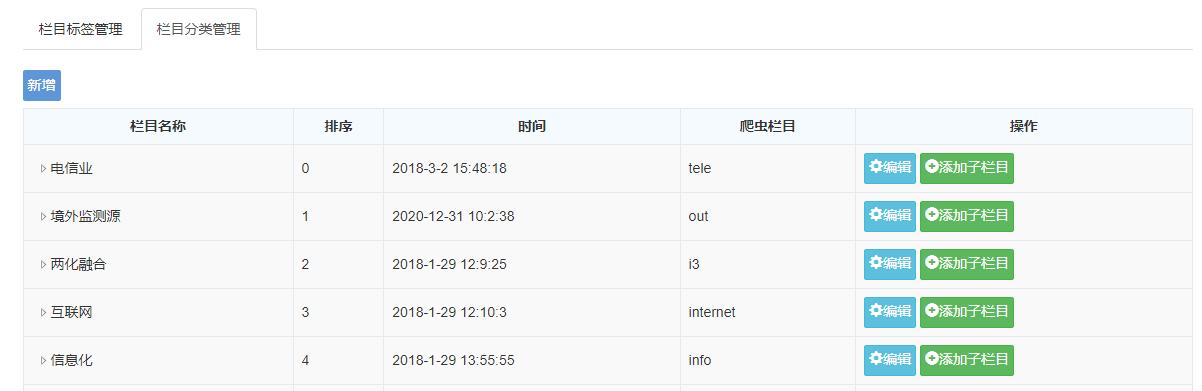 栏目标签管理 栏目分类管理
新增
栏目名称 排序 时间 爬虫栏目 操作
电信业 0 2018-3-2 15:48:18 tele 编辑 添加子栏目
境外监测源 1 2020-12-31 10:2:38 out 编辑 添加子栏目
两化融合 2 2018-1-29 12:9:25 i3 编辑 添加子栏目
互联网 3 2018-1-29 12:10:3 internet 编辑 添加子栏目
信息化 4 2018-1-29 13:55:55 info 编辑 添加子栏目